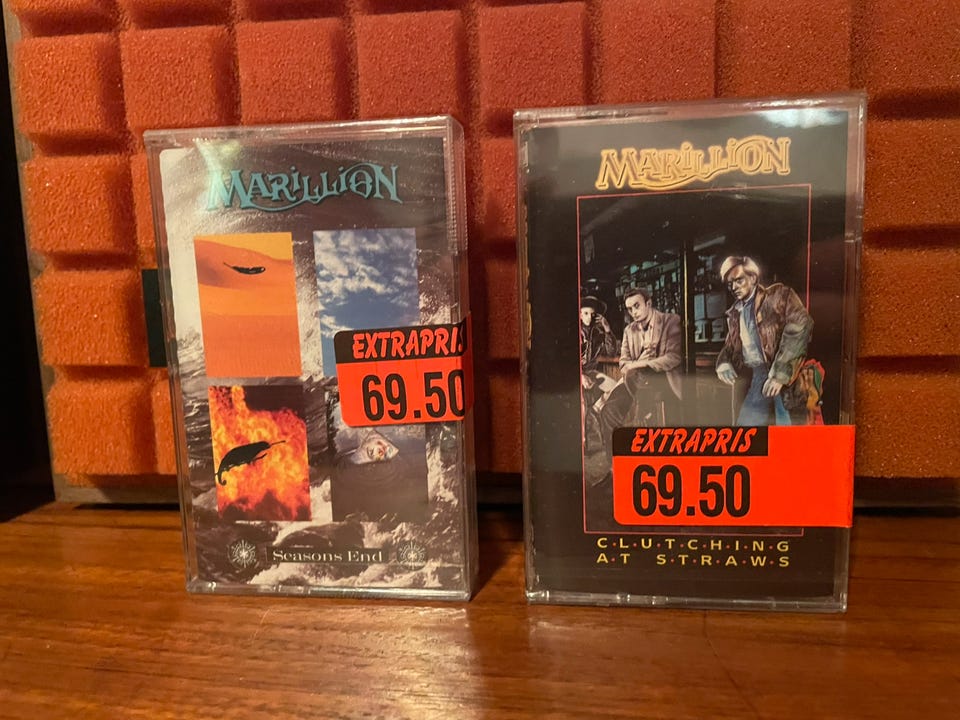 MARILLION
EXTRAPRIS
69.50
Seasons End
MARILLION
EXTRAPRIS
69.50
C·L·U·T·C·H·I·N·G
A·T S·T·R·A·W·S